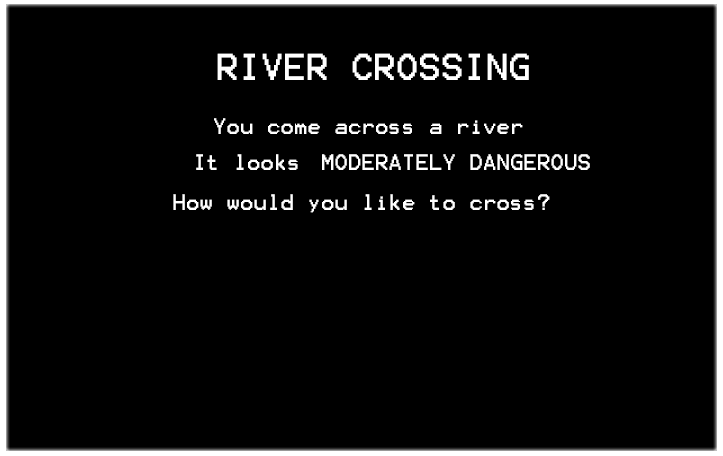 RIVER CROSSING
You come across a river
It looks MODERATELY DANGEROUS
How would you like to cross?